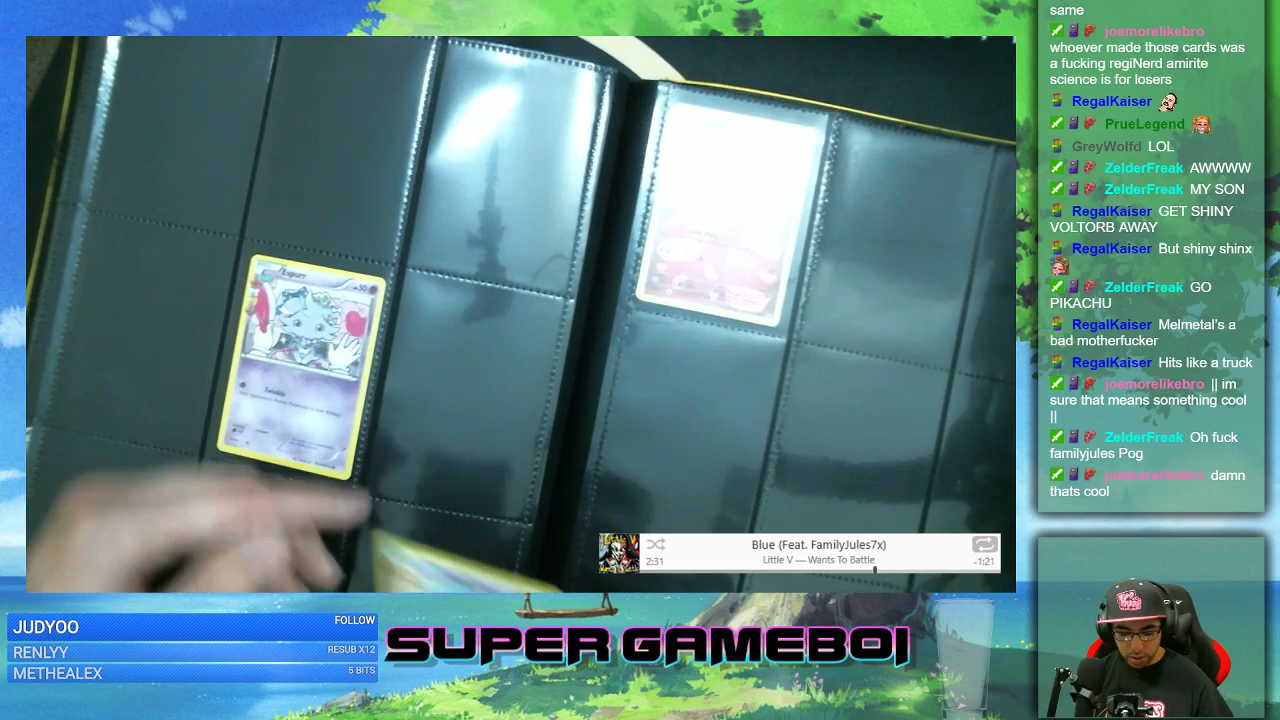 same
joemorelikebro
whoever made those cards was
a fucking regiNerd amirite
science is for losers
RegalKaiser
PrueLegend
GreyWolfd LOL
ZelderFreak AWWWW
ZelderFreak MY SON
RegalKaiser GET SHINY
VOLTORB AWAY
RegalKaiser But shiny shinx
ZelderFreak GO
PIKACHU
RegalKaiser Melmetal's a
bad motherfucker
RegalKaiser Hits like a truck
joemorelikebro || im
sure that means something cool
||
ZelderFreak Oh fuck
familyjules Pog
joemorelikebro damn
thats cool
Espurr
50
Twinkle
Blue (Feat. FamilyJules7x)
2:31
Little V — Wants To Battle
-1:21
JUDYOO FOLLOW
RENLYY RESUB X12
METHEALEX 5 BITS
SUPER GAMEBOI